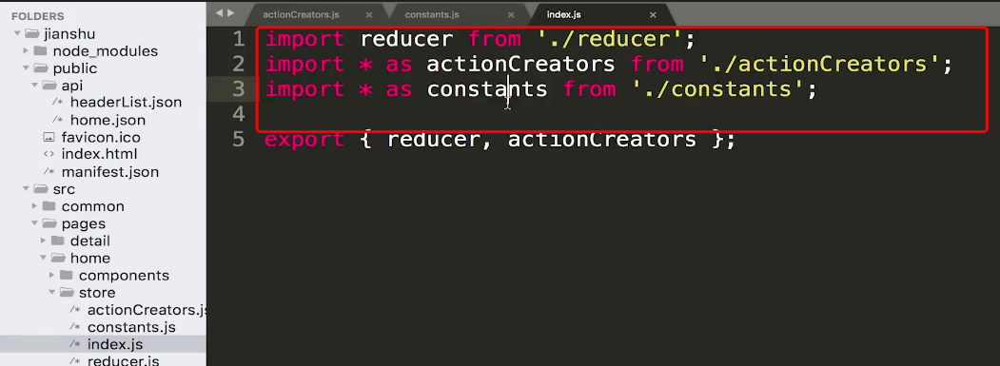 FOLDERS
jianshu
node_modules
public
api
/* headerList.json
/* home.json
favicon.ico
<> index.html
/* manifest.json
src
common
pages
detail
home
components
store
/* actionCreators.js
/* constants.js
/* index.js
/* reducer.js
actionCreators.js ×
constants.js ×
index.js ×
1 import reducer from './reducer';
2 import * as actionCreators from './actionCreators';
3 import * as constants from './constants';
4
5 export { reducer, actionCreators };